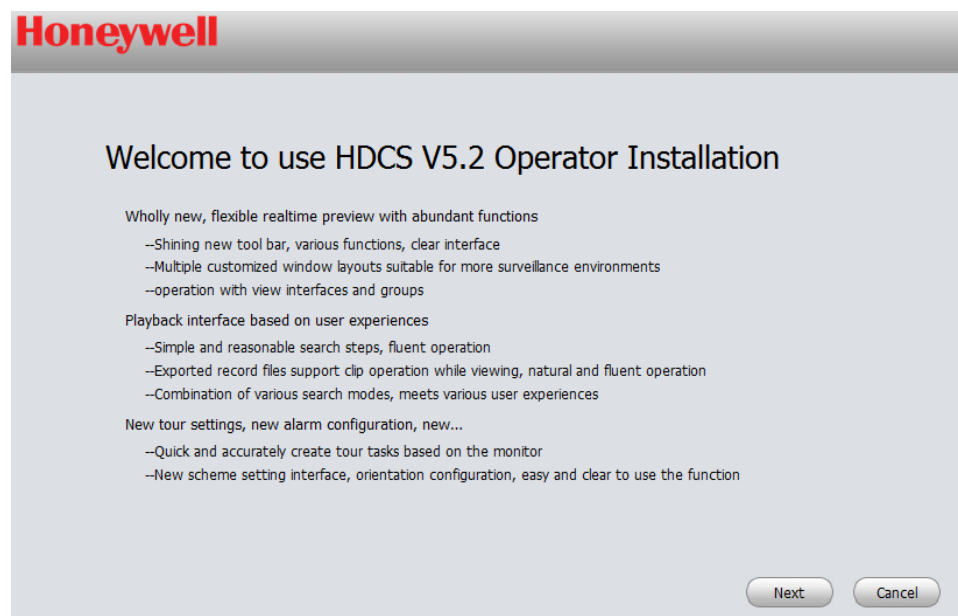 Honeywell
Welcome to use HDCS V5.2 Operator Installation
Wholly new, flexible realtime preview with abundant functions
--Shining new tool bar, various functions, clear interface
--Multiple customized window layouts suitable for more surveillance environments
--operation with view interfaces and groups
Playback interface based on user experiences
--Simple and reasonable search steps, fluent operation
--Exported record files support clip operation while viewing, natural and fluent operation
--Combination of various search modes, meets various user experiences
New tour settings, new alarm configuration, new...
--Quick and accurately create tour tasks based on the monitor
--New scheme setting interface, orientation configuration, easy and clear to use the function
Next Cancel